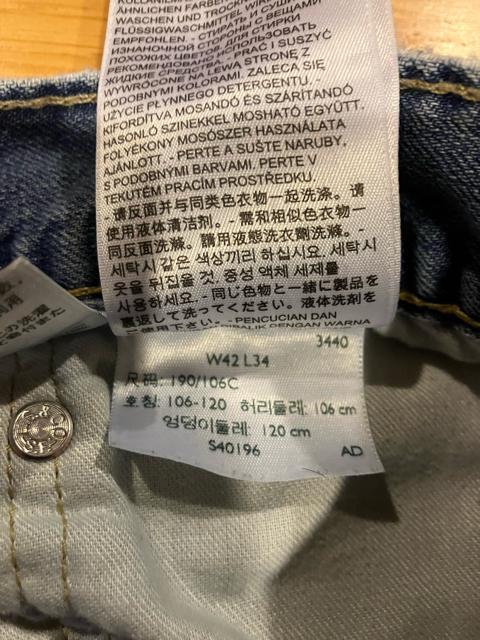 ÄHNLICHEN FARBEN
WASCHEN UND TROCKNEN.
FLÜSSIGWASCHMITTEL
EMPFOHLEN. - СТИРАТЬ И СУШИТЬ
ИЗНАНОЧНОЙ СТОРОНЫ С ВЕЩАМИ
ПОХОЖИХ ЦВЕТОВ.
РЕКОМЕНДОВАНО
ЖИДКИЕ СРЕДСТВА. - PRAĆ I SUSZYĆ
WYWRÓCONE NA LEWĄ STRONĘ Z
PODOBNYMI KOLORAMI. ZALECA SIĘ
UŻYCIE PŁYNNEGO DETERGENTU. -
KIFORDÍTVA MOSANDÓ ÉS SZÁRÍTANDÓ
HASONLÓ SZINEKKEL MOSHATÓ EGYÜTT.
FOLYÉKONY MOSÓSZER HASZNÁLATA
AJÁNLOTT. - PERTE A SUŠTE NARUBY,
S PODOBNÝMI BARVAMI. PERTE V
TEKUTÉM PRACÍM PROSTŘEDKU.
- 请反面并与同类色衣物一起洗涤。请
使用液体清洁剂。- 需和相似色衣物一
同反面洗滌。請用液態洗衣劑洗滌。-
세탁시 같은 색상끼리 하십시요. 세탁시
옷을 뒤집을 것. 중성 액체 세제를
사용하세요. - 同じ色物と一緒に製品を
裏返して洗ってください。液体洗剤を
ご使用下さい。- PENCUCIAN DAN
DENGAN WARNA
3440
W42 L34
尺码: 190/106C
호칭: 106-120 허리둘레: 106 cm
엉덩이둘레: 120 cm
S40196 AD